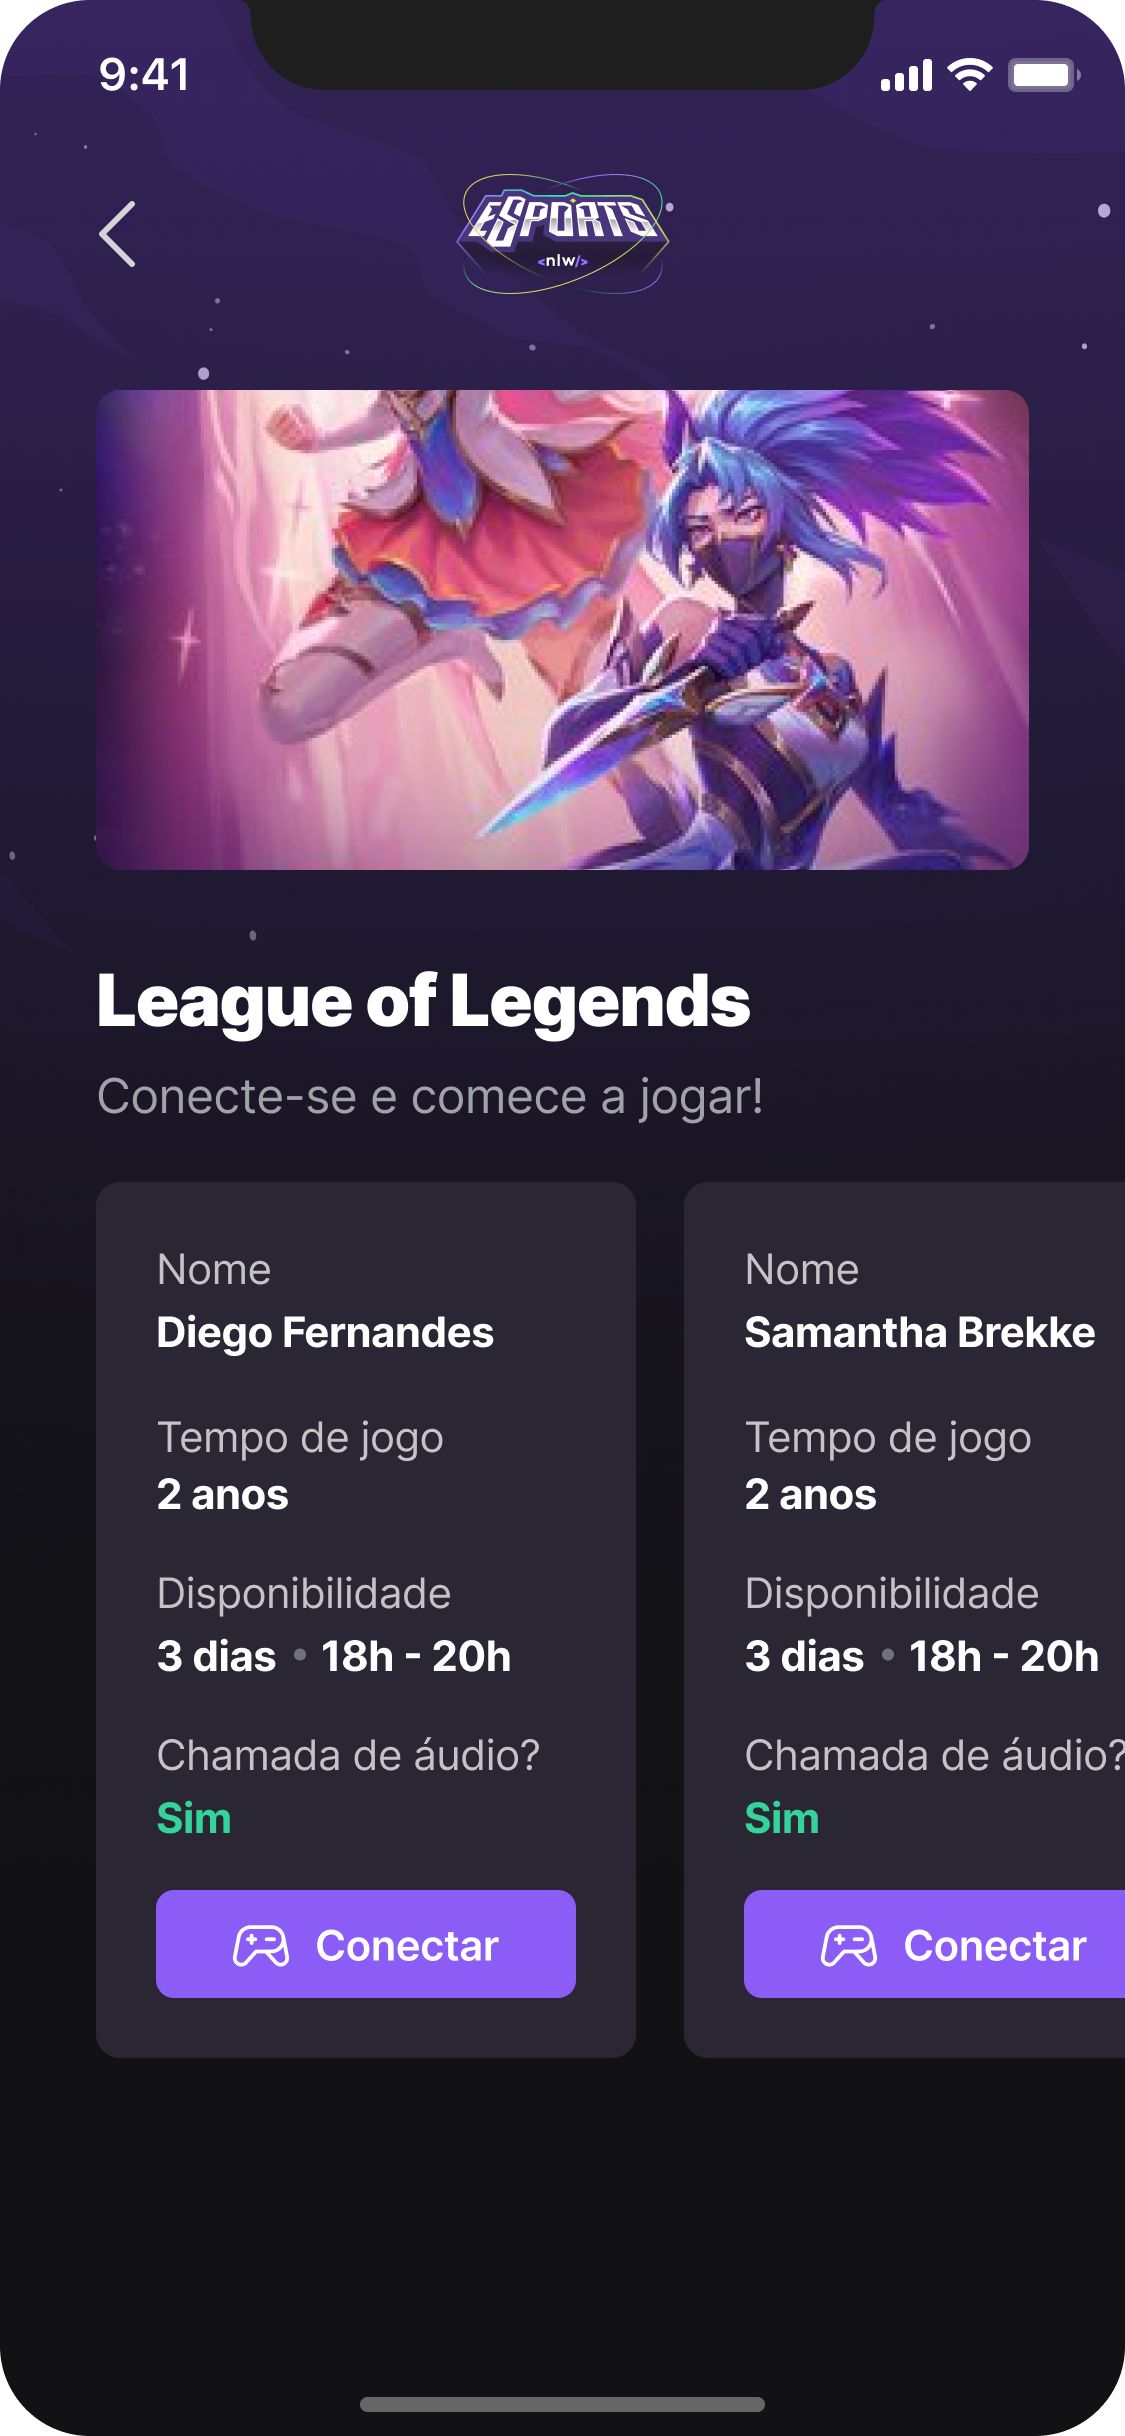 9:41
ESPORTS
<nlw/>
League of Legends
Conecte-se e comece a jogar!
Nome
Diego Fernandes
Tempo de jogo
2 anos
Disponibilidade
3 dias • 18h - 20h
Chamada de áudio?
Sim
Conectar
Nome
Samantha Brekke
Tempo de jogo
2 anos
Disponibilidade
3 dias • 18h - 20h
Chamada de áudio?
Sim
Conectar